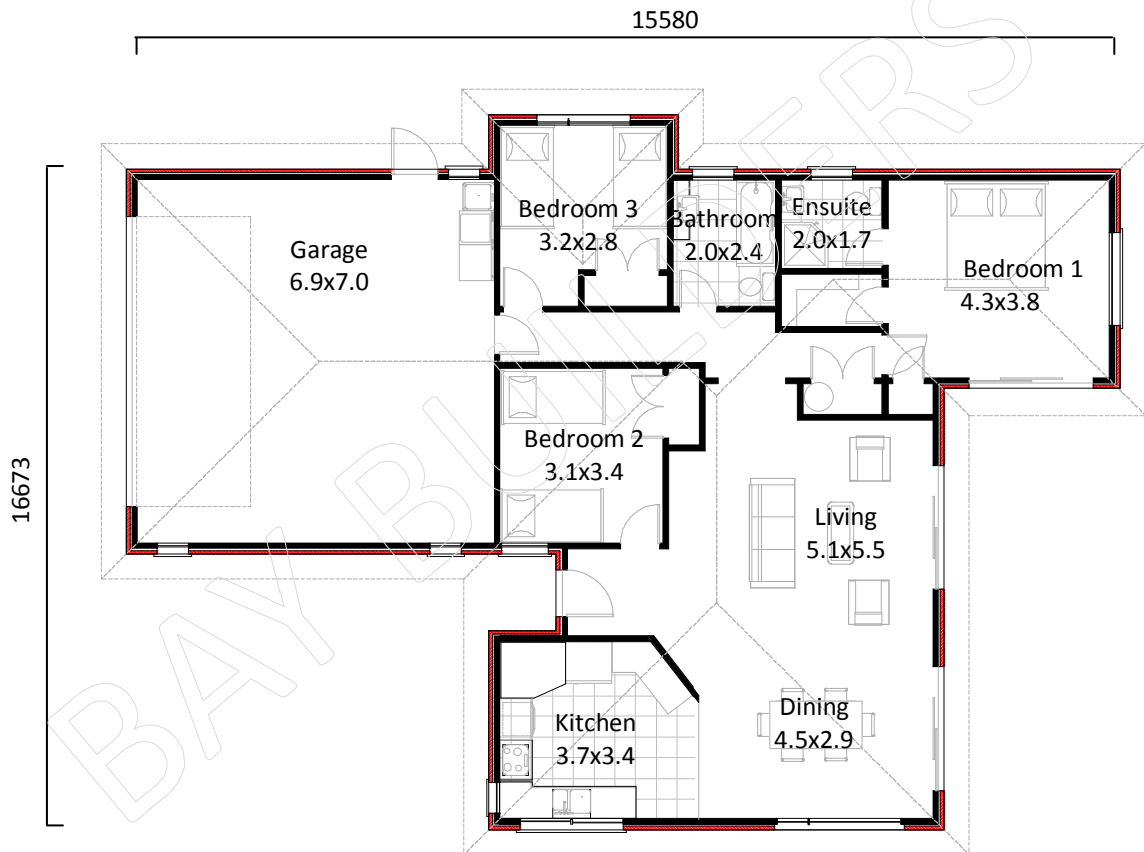 15580
16673
Garage
6.9x7.0
Bedroom 3
3.2x2.8
Bathroom
2.0x2.4
Ensuite
2.0x1.7
Bedroom 1
4.3x3.8
Bedroom 2
3.1x3.4
Living
5.1x5.5
Kitchen
3.7x3.4
Dining
4.5x2.9
BAY BUILDERS